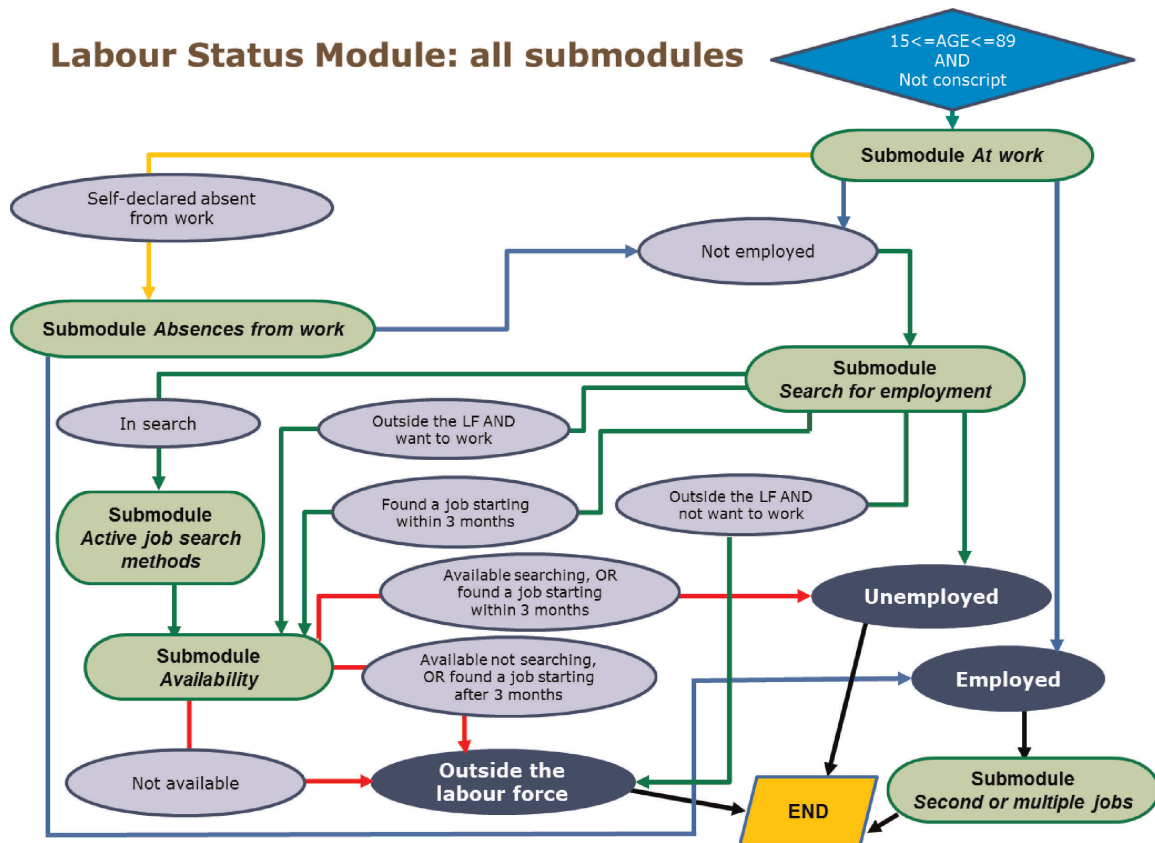 Labour Status Module: all submodules
15<=AGE<=89
AND
Not conscript
Submodule At work
Self-declared absent
from work
Not employed
Submodule Absences from work
Submodule
Search for employment
In search
Outside the LF AND
want to work
Found a job starting
within 3 months
Outside the LF AND
not want to work
Submodule
Active job search
methods
Available searching, OR
found a job starting
within 3 months
Unemployed
Submodule
Availability
Available not searching,
OR found a job starting
after 3 months
Employed
Not available
Outside the
labour force
END
Submodule
Second or multiple jobs